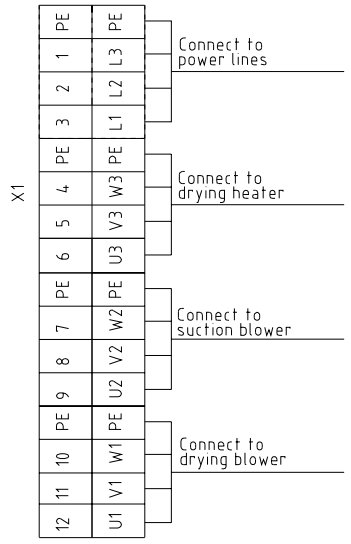 X1
PE PE
1 L3
2 L2
3 L1
Connect to
power lines
PE PE
4 W3
5 V3
6 U3
Connect to
drying heater
PE PE
7 W2
8 V2
9 U2
Connect to
suction blower
PE PE
10 W1
11 V1
12 U1
Connect to
drying blower